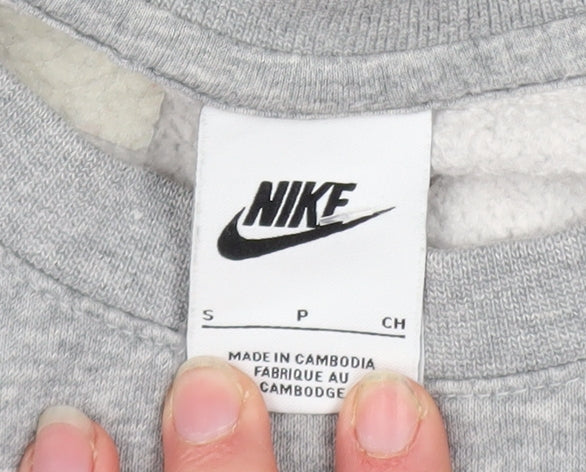 NIKE
S P CH
MADE IN CAMBODIA
FABRIQUE AU
CAMBODGE